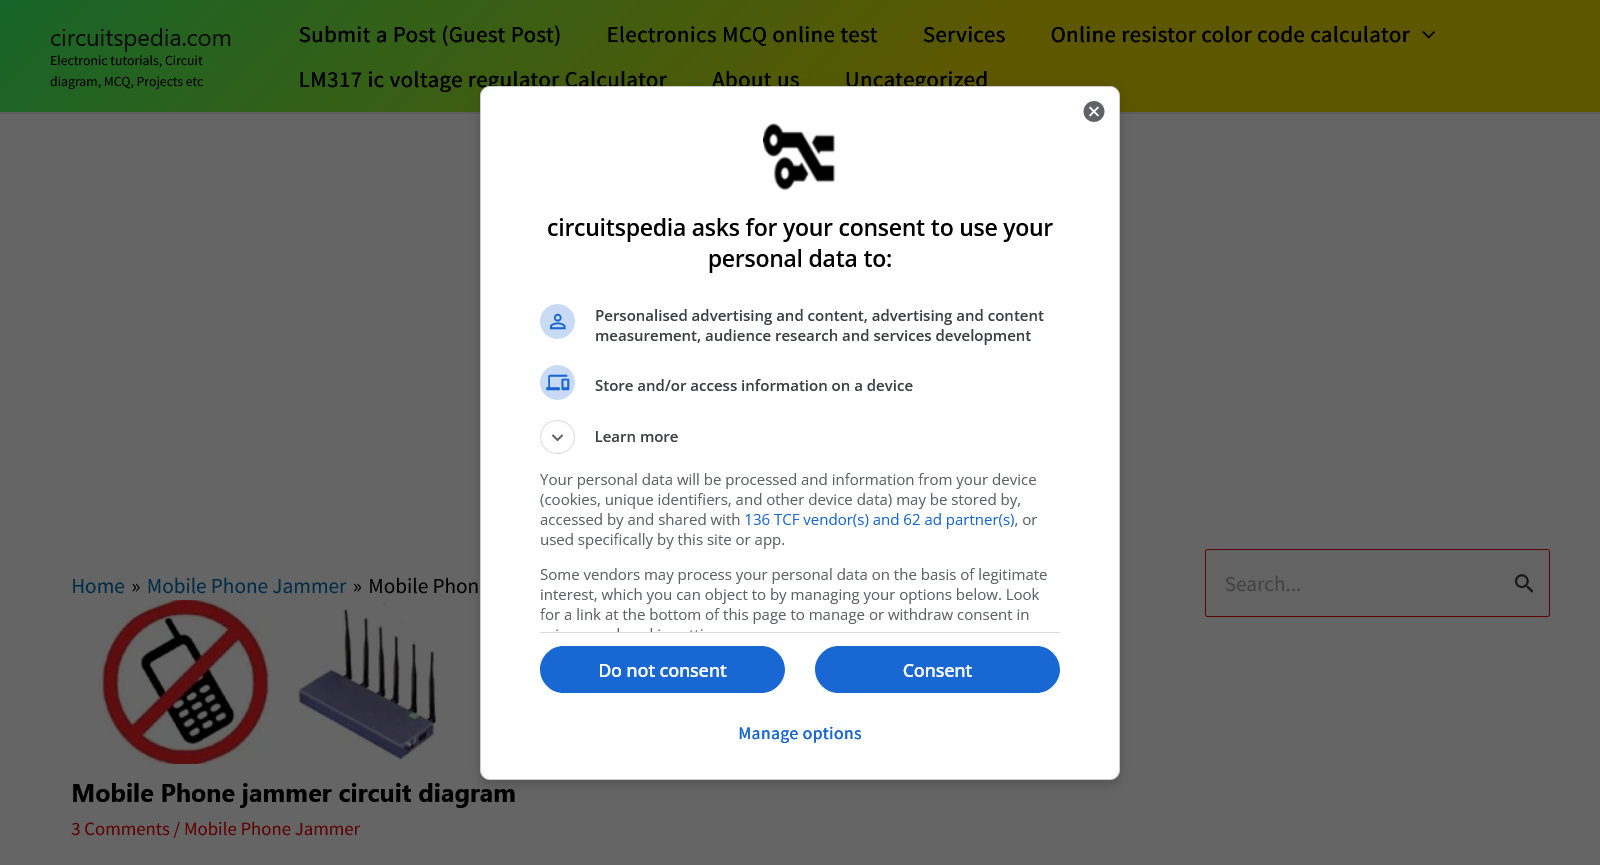 circuitspedia.com
Electronic tutorials, Circuit
diagram, MCQ, Projects etc
Submit a Post (Guest Post)
Electronics MCQ online test
Services
Online resistor color code calculator
LM317 ic voltage regulator Calculator
About us
Uncategorized
circuitspedia asks for your consent to use your
personal data to:
Personalised advertising and content, advertising and content
measurement, audience research and services development
Store and/or access information on a device
Learn more
Your personal data will be processed and information from your device
(cookies, unique identifiers, and other device data) may be stored by,
accessed by and shared with 136 TCF vendor(s) and 62 ad partner(s), or
used specifically by this site or app.
Some vendors may process your personal data on the basis of legitimate
interest, which you can object to by managing your options below. Look
for a link at the bottom of this page to manage or withdraw consent in
Do not consent
Consent
Manage options
Home » Mobile Phone Jammer » Mobile Phon
Search...
Mobile Phone jammer circuit diagram
3 Comments / Mobile Phone Jammer